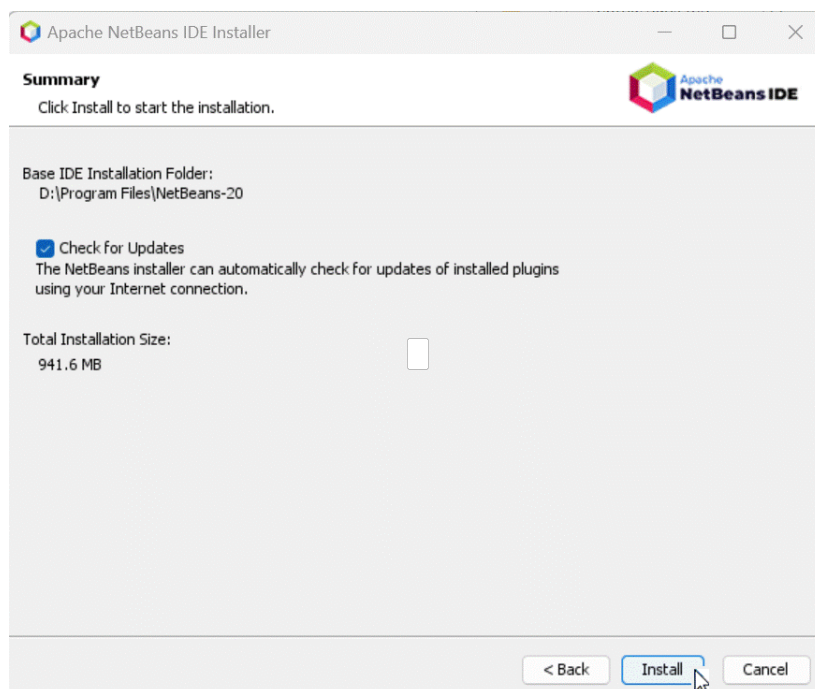 Apache NetBeans IDE Installer
Summary
Click Install to start the installation.
Apache
NetBeans IDE
Base IDE Installation Folder:
D:\Program Files\NetBeans-20
Check for Updates
The NetBeans installer can automatically check for updates of installed plugins
using your Internet connection.
Total Installation Size:
941.6 MB
< Back
Install
Cancel